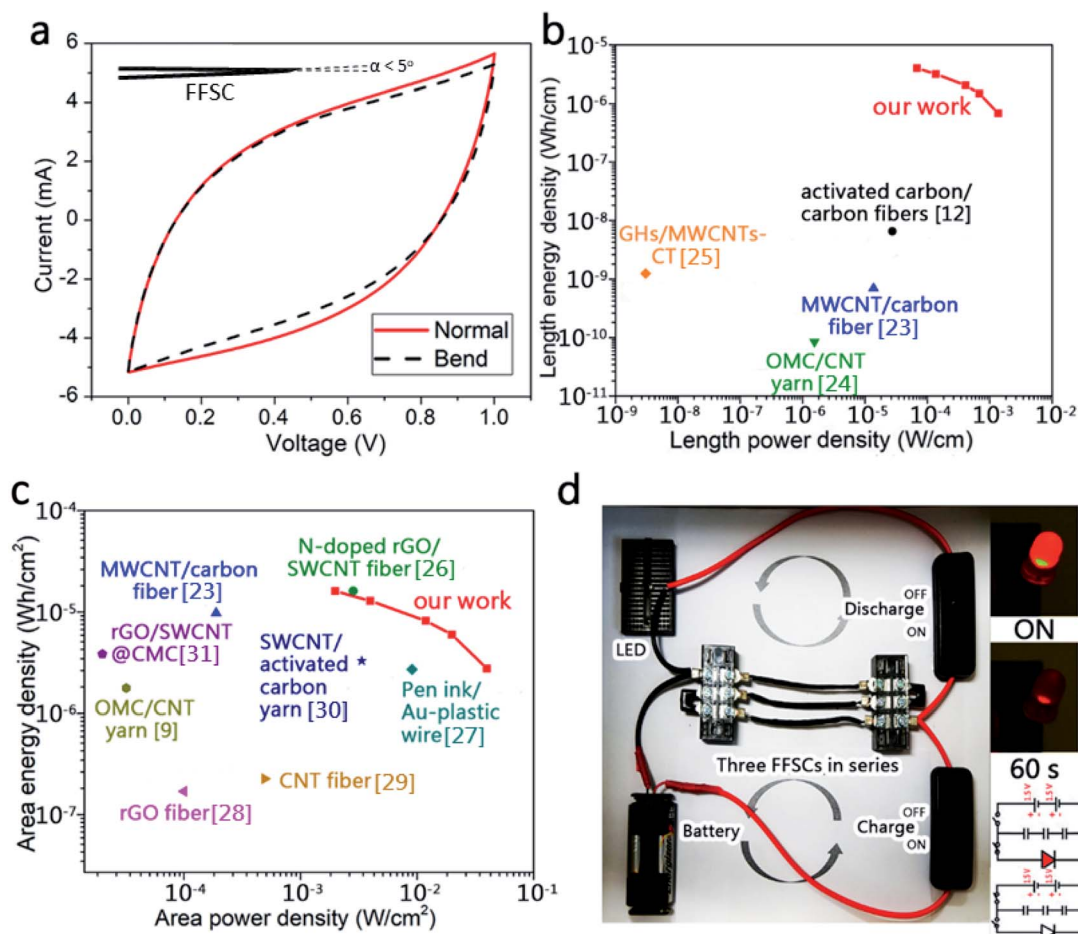 a
6
4
2
0
-2
-4
-6
Current (mA)
α < 5°
FFSC
Normal
Bend
0.0
0.2
0.4
0.6
0.8
1.0
Voltage (V)
b
10⁻⁵
10⁻⁶
10⁻⁷
10⁻⁸
10⁻⁹
10⁻¹⁰
10⁻¹¹
Length energy density (Wh/cm)
our work
activated carbon/
carbon fibers [12]
GHs/MWCNTs-
CT [25]
MWCNT/carbon
fiber [23]
OMC/CNT
yarn [24]
10⁻⁹
10⁻⁸
10⁻⁷
10⁻⁶
10⁻⁵
10⁻⁴
10⁻³
10⁻²
Length power density (W/cm)
c
10⁻⁴
10⁻⁵
10⁻⁶
10⁻⁷
Area energy density (Wh/cm²)
N-doped rGO/
SWCNT fiber [26]
MWCNT/carbon
fiber [23]
our work
rGO/SWCNT
@CMC[31]
SWCNT/
activated
carbon
yarn [30]
OMC/CNT
yarn [9]
Pen ink/
Au-plastic
wire[27]
CNT fiber [29]
rGO fiber[28]
10⁻⁴
10⁻³
10⁻²
10⁻¹
Area power density (W/cm²)
d
LED
OFF
Discharge
ON
Three FFSCs in series
Battery
OFF
Charge
ON
ON
60 s
1.5V
1.5V
+ -
+ -
1.5V
1.5V
+ -
+ -